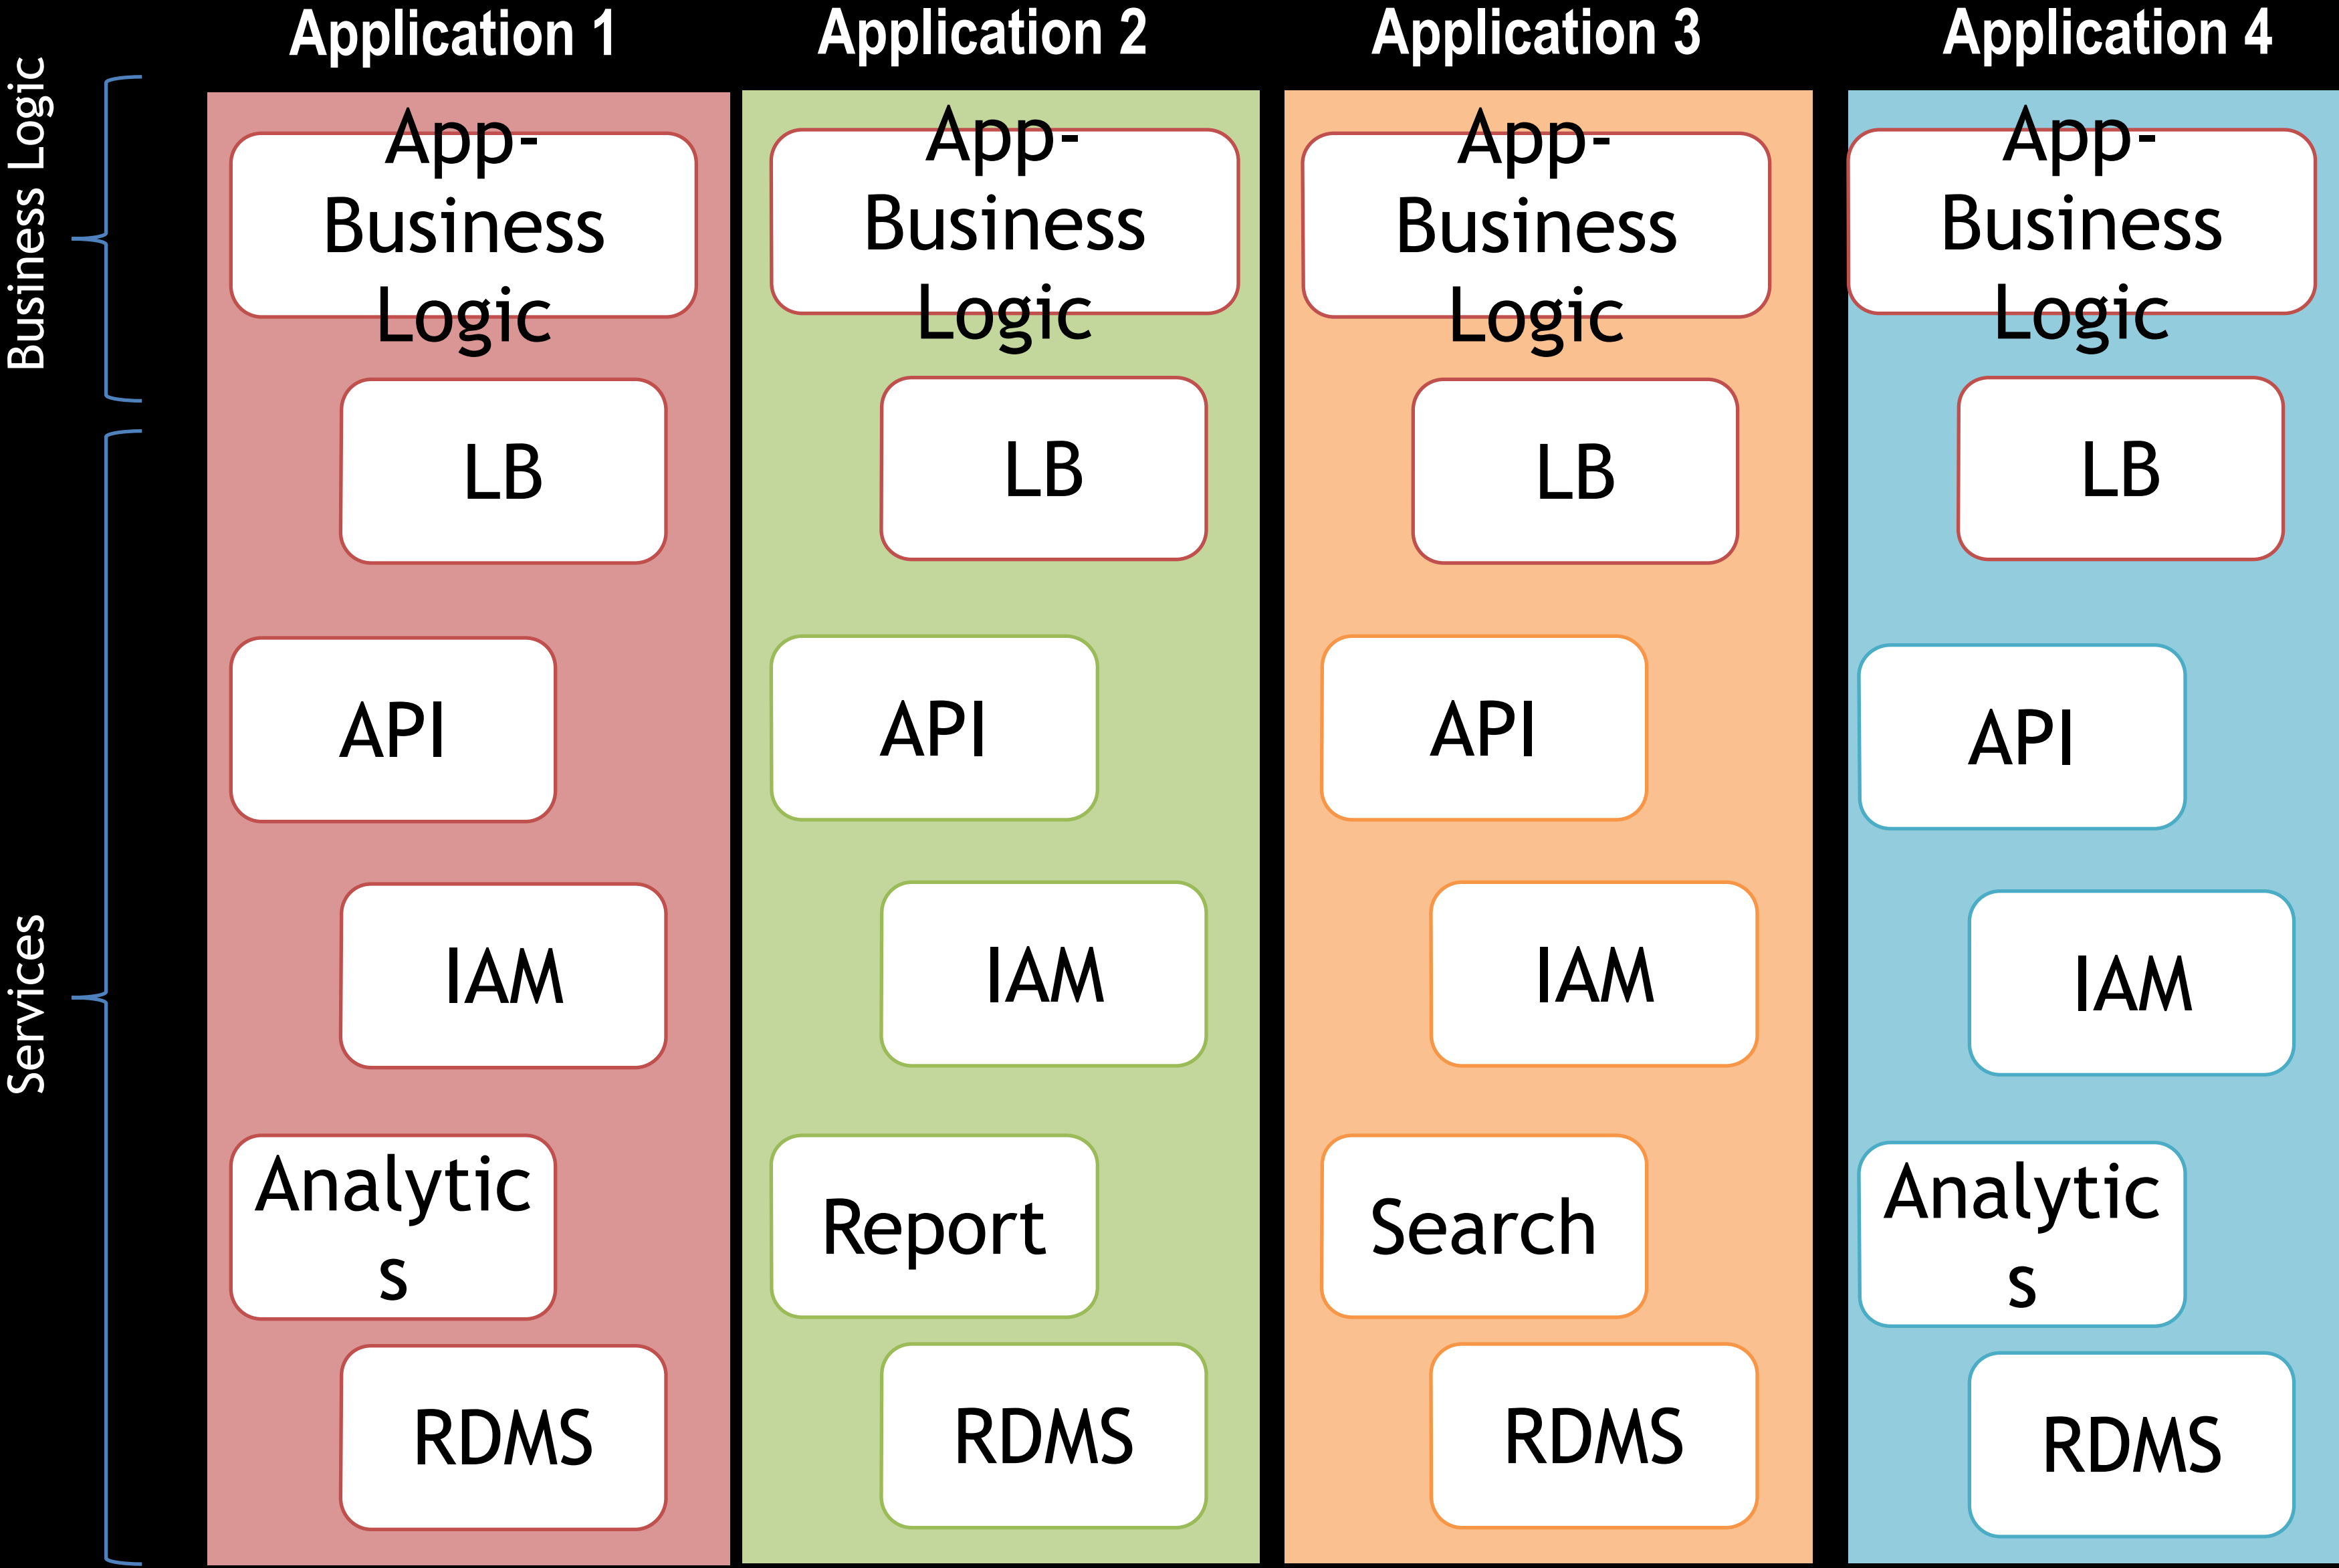 Application 1
Application 2
Application 3
Application 4
Business Logic
App-
Business
Logic
App-
Business
Logic
App-
Business
Logic
App-
Business
Logic
LB
LB
LB
LB
Services
API
API
API
API
IAM
IAM
IAM
IAM
Analytic
s
Report
Search
Analytic
s
RDMS
RDMS
RDMS
RDMS